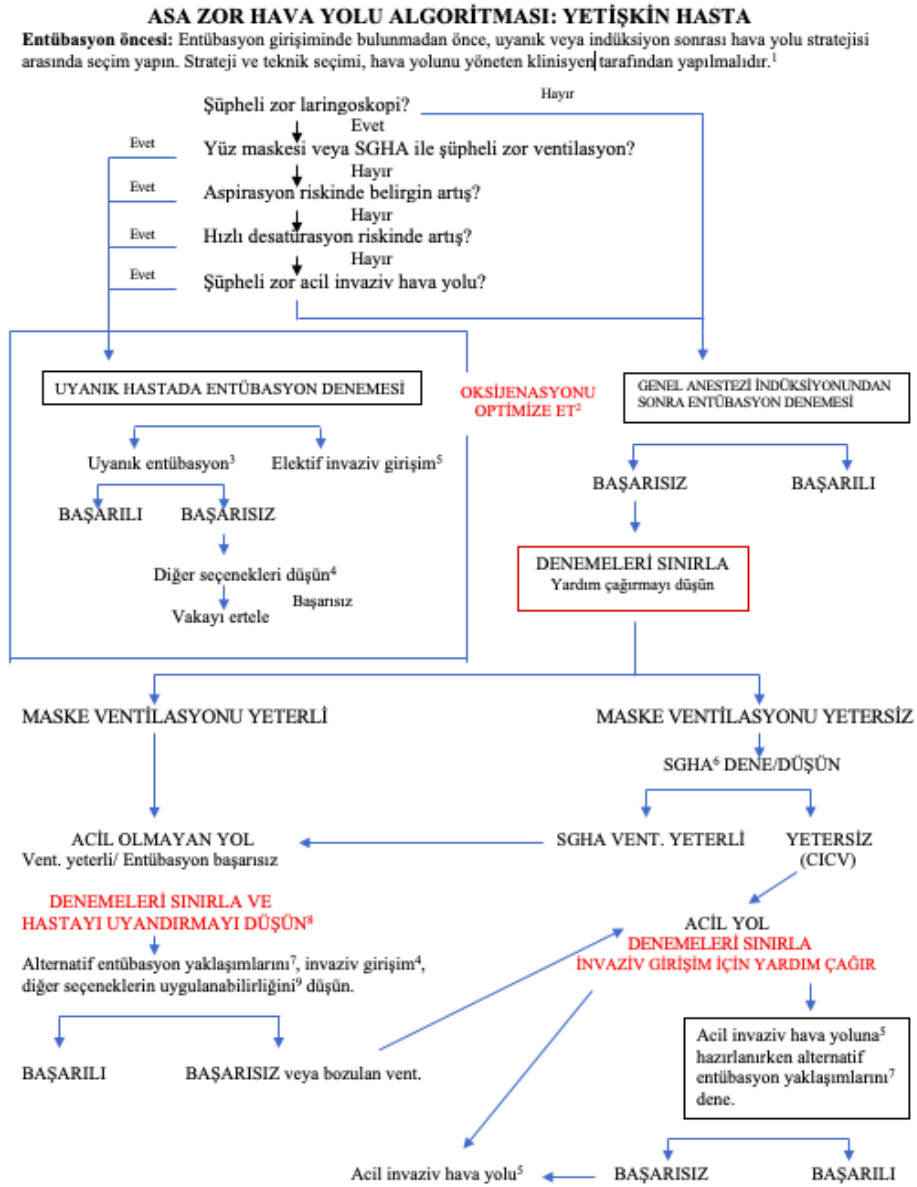 ASA ZOR HAVA YOLU ALGORİTMASI: YETİŞKİN HASTA
Entübasyon öncesi: Entübasyon girişiminde bulunmadan önce, uyanık veya indüksiyon sonrası hava yolu stratejisi
arasında seçim yapın. Strateji ve teknik seçimi, hava yolunu yöneten klinisyen tarafından yapılmalıdır.¹
Şüpheli zor laringoskopi?
Hayır
Evet
Evet
Yüz maskesi veya SGHA ile şüpheli zor ventilasyon?
Hayır
Evet
Aspirasyon riskinde belirgin artış?
Hayır
Evet
Hızlı desatürasyon riskinde artış?
Hayır
Evet
Şüpheli zor acil invaziv hava yolu?
UYANIK HASTADA ENTÜBASYON DENEMESİ
OKSİJENASYONU
OPTİMİZE ET²
GENEL ANESTEZİ İNDÜKSİYONUNDAN
SONRA ENTÜBASYON DENEMESİ
Uyanık entübasyon³
Elektif invaziv girişim⁵
BAŞARISIZ
BAŞARILI
BAŞARILI
BAŞARISIZ
DENEMELERİ SINIRLA
Yardım çağırmayı düşün
Diğer seçenekleri düşün⁴
Başarısız
Vakayı ertele
MASKE VENTİLASYONU YETERLİ
MASKE VENTİLASYONU YETERSİZ
SGHA⁶ DENE/DÜŞÜN
ACİL OLMAYAN YOL
Vent. yeterli/ Entübasyon başarısız
SGHA VENT. YETERLİ
YETERSİZ
(CICV)
DENEMELERİ SINIRLA VE
HASTAYI UYANDIRMAYI DÜŞÜN⁸
ACİL YOL
DENEMELERİ SINIRLA
İNVAZİV GİRİŞİM İÇİN YARDIM ÇAĞIR
Alternatif entübasyon yaklaşımlarını⁷, invaziv girişim⁴,
diğer seçeneklerin uygulanabilirliğini⁹ düşün.
Acil invaziv hava yoluna⁵
hazırlanırken alternatif
entübasyon yaklaşımlarını⁷
dene.
BAŞARILI
BAŞARISIZ veya bozulan vent.
Acil invaziv hava yolu⁵
BAŞARISIZ
BAŞARILI